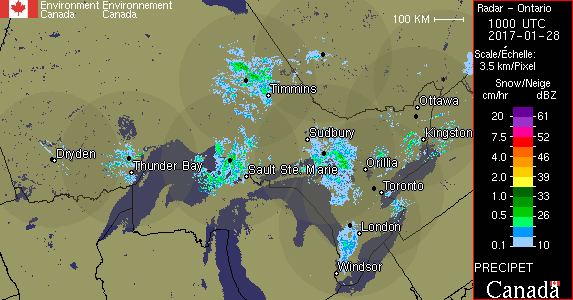 Environment Environnement
Canada Canada
100 KM
Timmins
Ottawa
Sudbury
Kingston
Dryden
Thunder Bay
Sault Ste. Marie
Orillia
Toronto
London
Windsor
Radar - Ontario
1000 UTC
2017-01-28
Scale/Échelle:
3.5 km/Pixel
Snow/Neige
cm/hr dBZ
20 61
7.5 52
4.0 46
2.0 39
1.0 33
0.5 26
0.1 10
PRECIPET
Canada